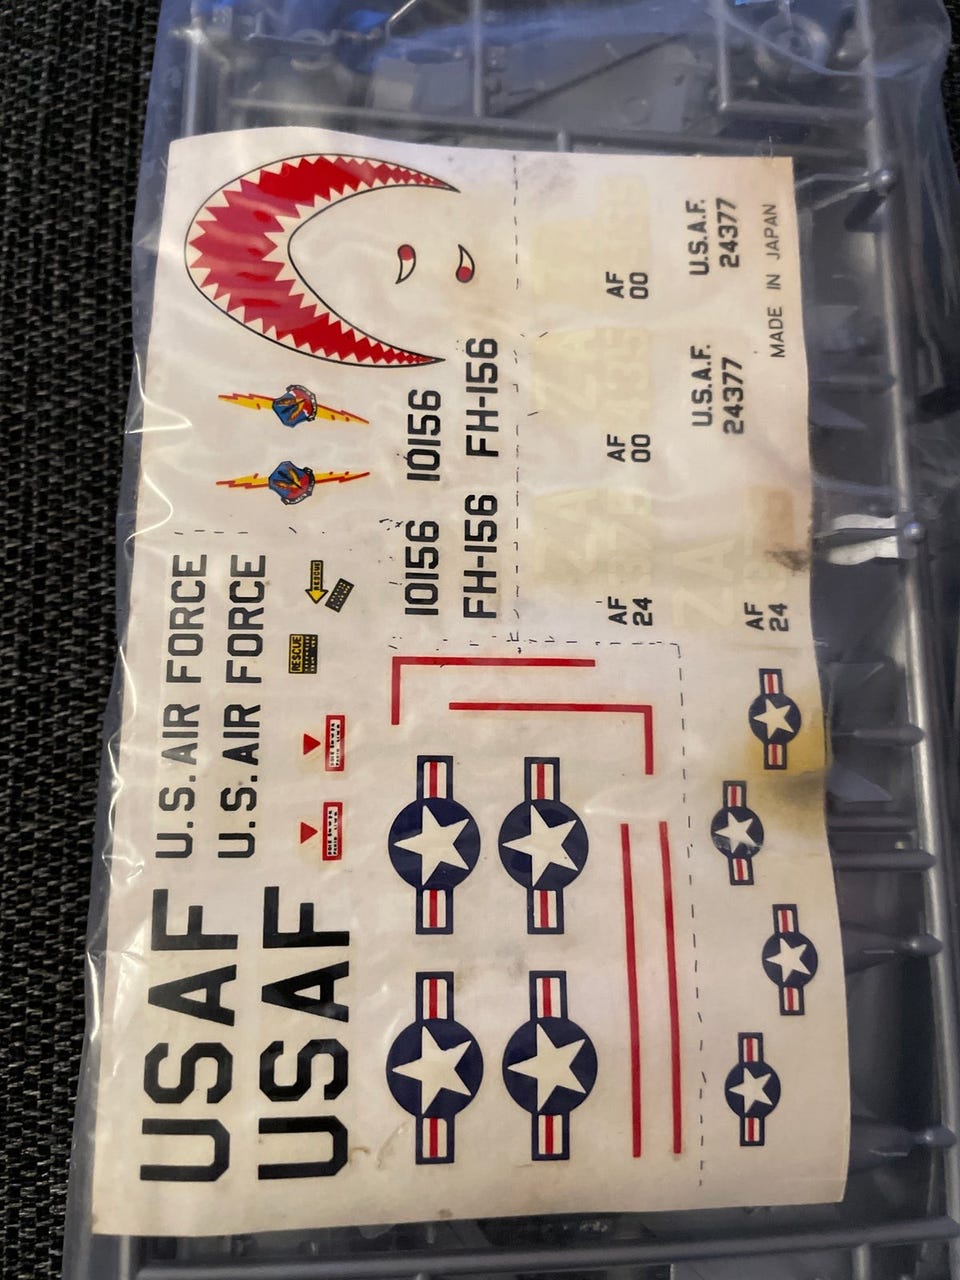 U.S. AIR FORCE
U.S. AIR FORCE
USAF
USAF
RESCUE
RESCUE
10156
10156
FH-156
FH-156
AF
00
AF
00
AF
24
AF
24
U.S.A.F.
24377
U.S.A.F.
24377
MADE IN JAPAN